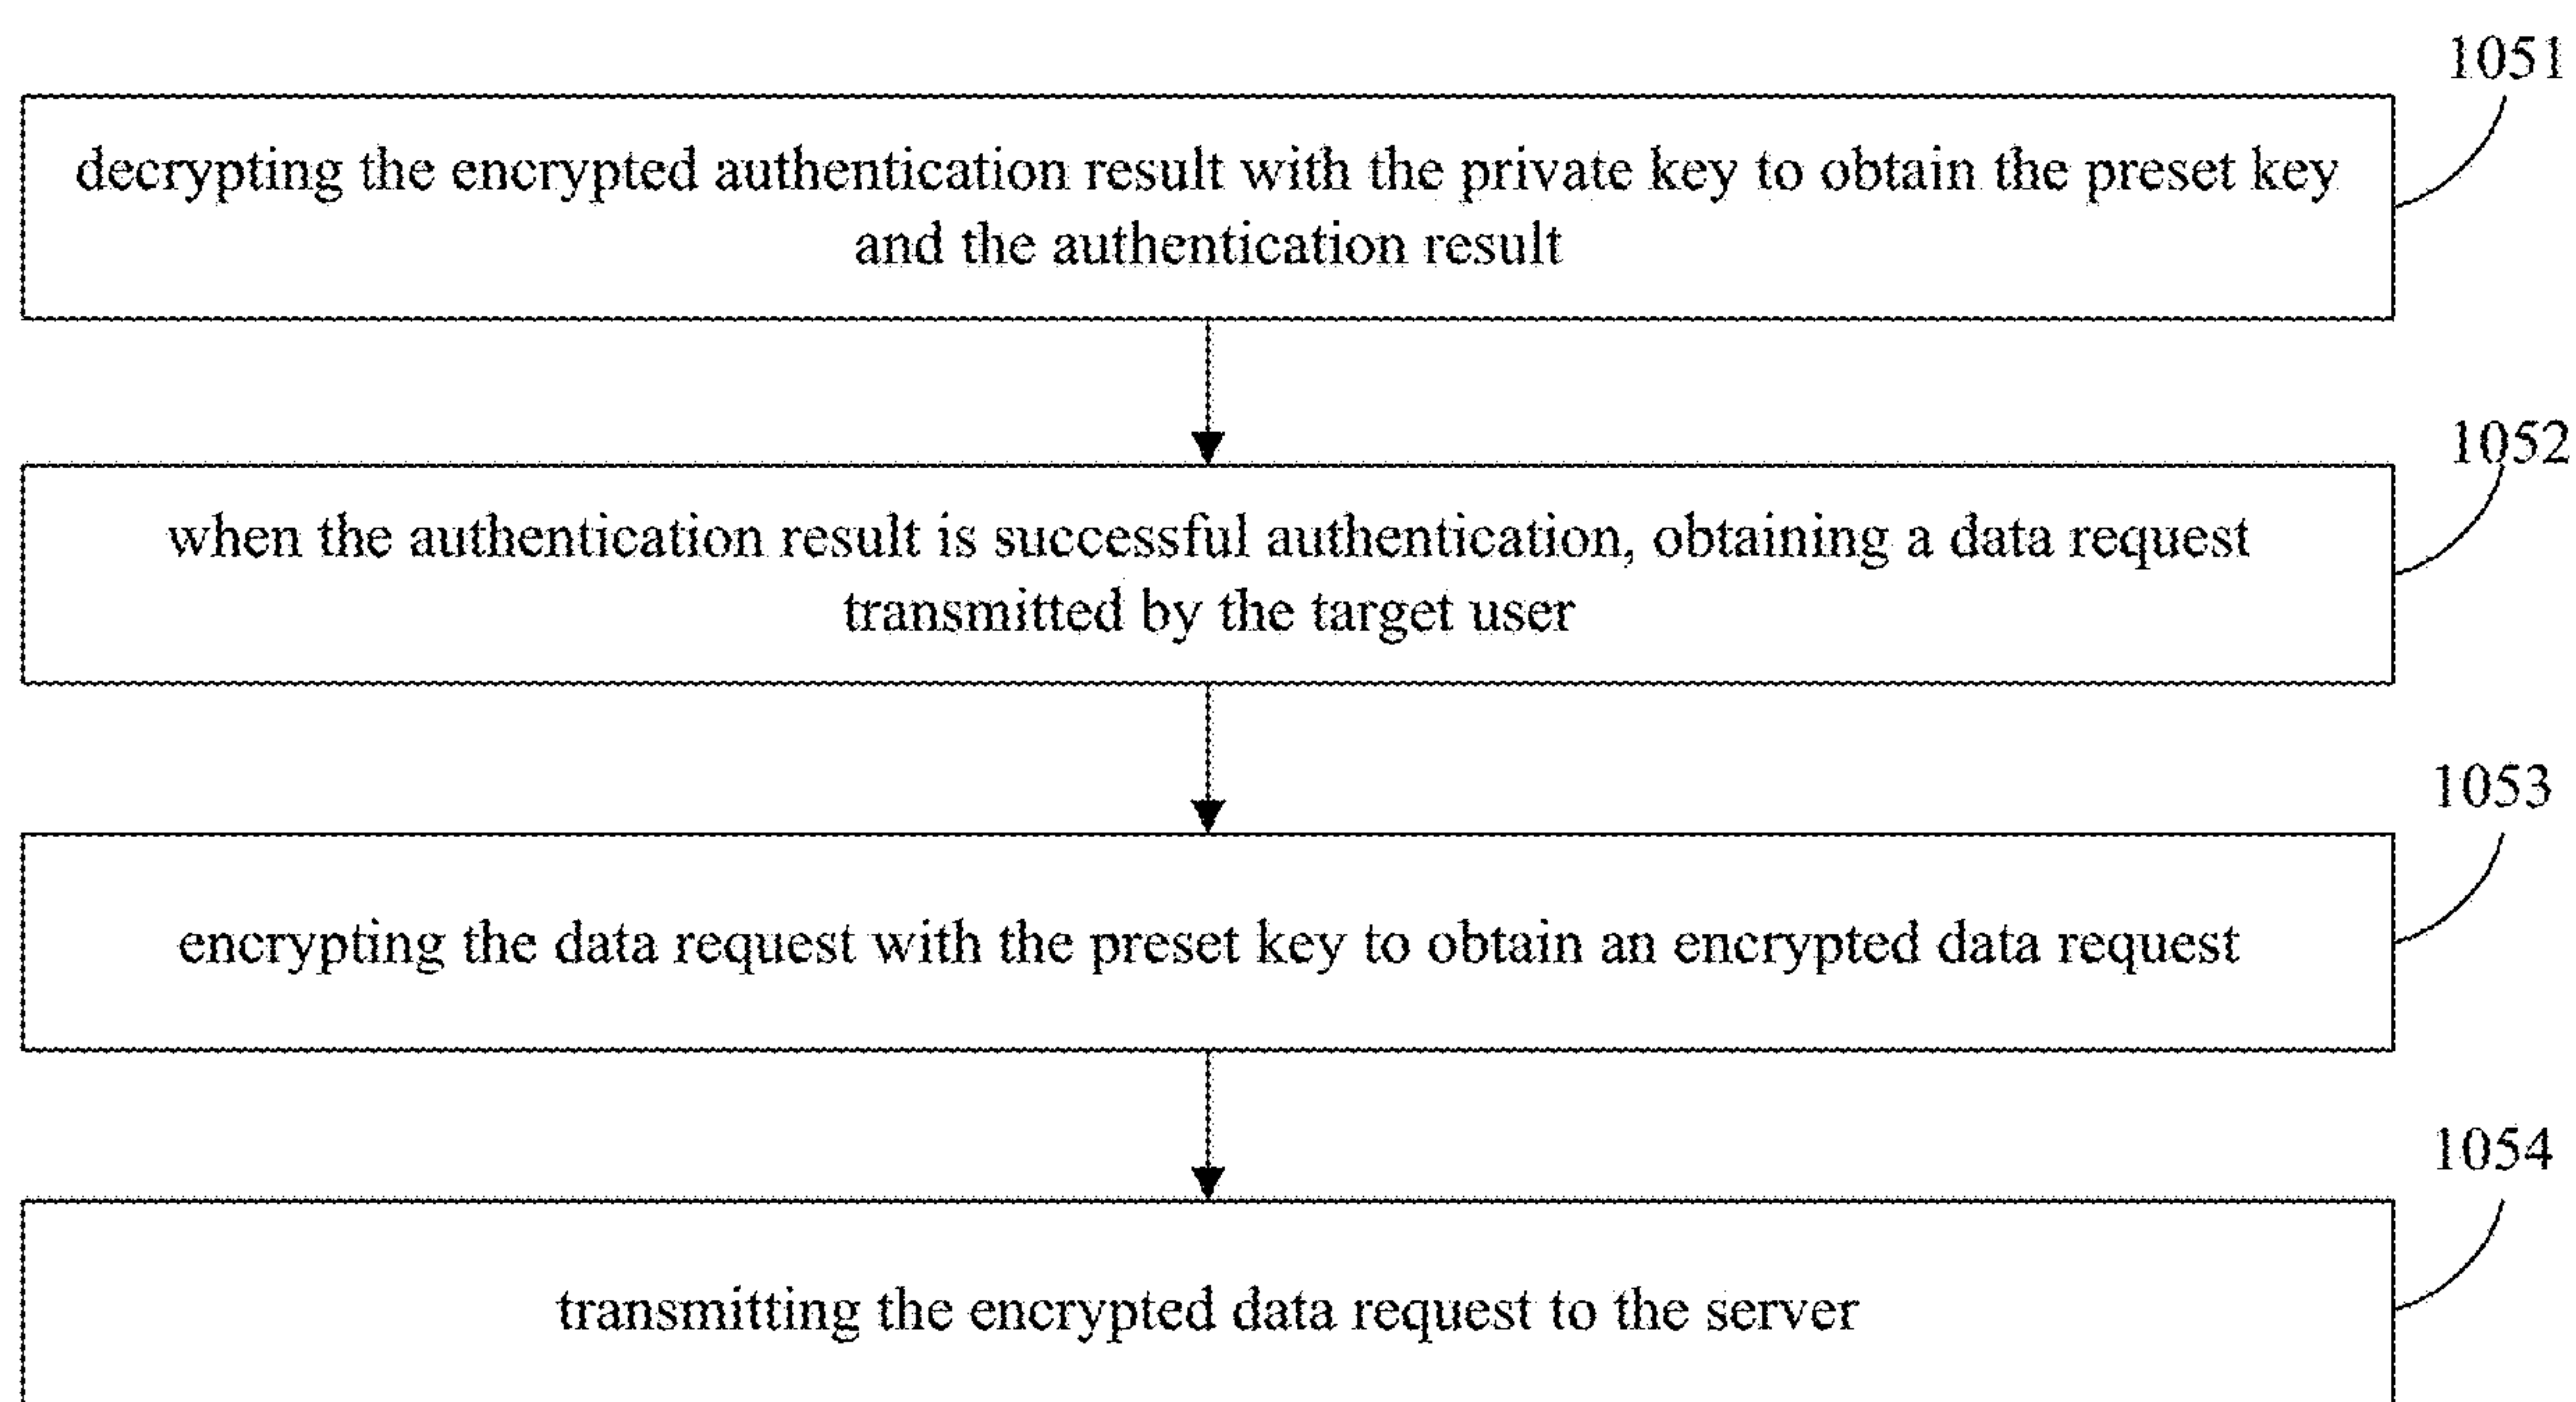 1051
decrypting the encrypted authentication result with the private key to obtain the preset key
and the authentication result
1052
when the authentication result is successful authentication, obtaining a data request
transmitted by the target user
1053
encrypting the data request with the preset key to obtain an encrypted data request
1054
transmitting the encrypted data request to the server